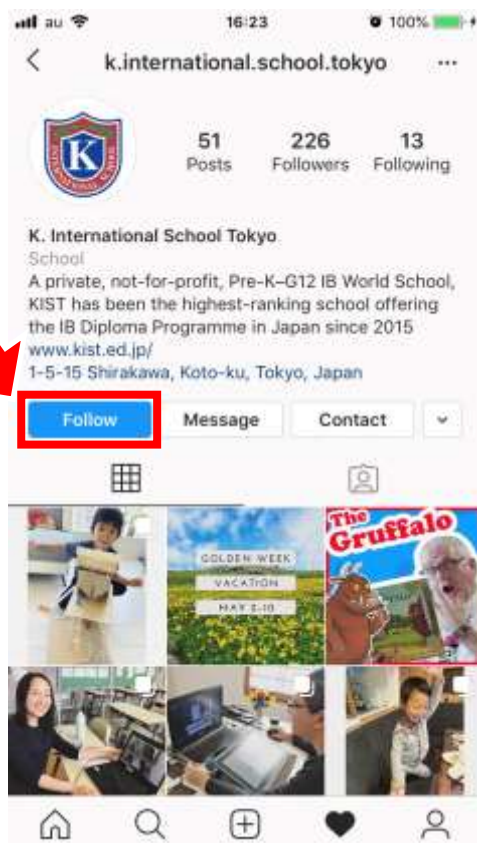 au
16:23
100%
k.international.school.tokyo
...
K
51
226
13
Posts
Followers
Following
K. International School Tokyo
School
A private, not-for-profit, Pre-K–G12 IB World School,
KIST has been the highest-ranking school offering
the IB Diploma Programme in Japan since 2015
www.kist.ed.jp/
1-5-15 Shirakawa, Koto-ku, Tokyo, Japan
Follow
Message
Contact
GOLDEN WEEK
VACATION
The
Gruffalo